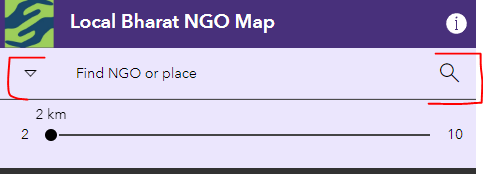 Local Bharat NGO Map
Find NGO or place
2 km
2 10